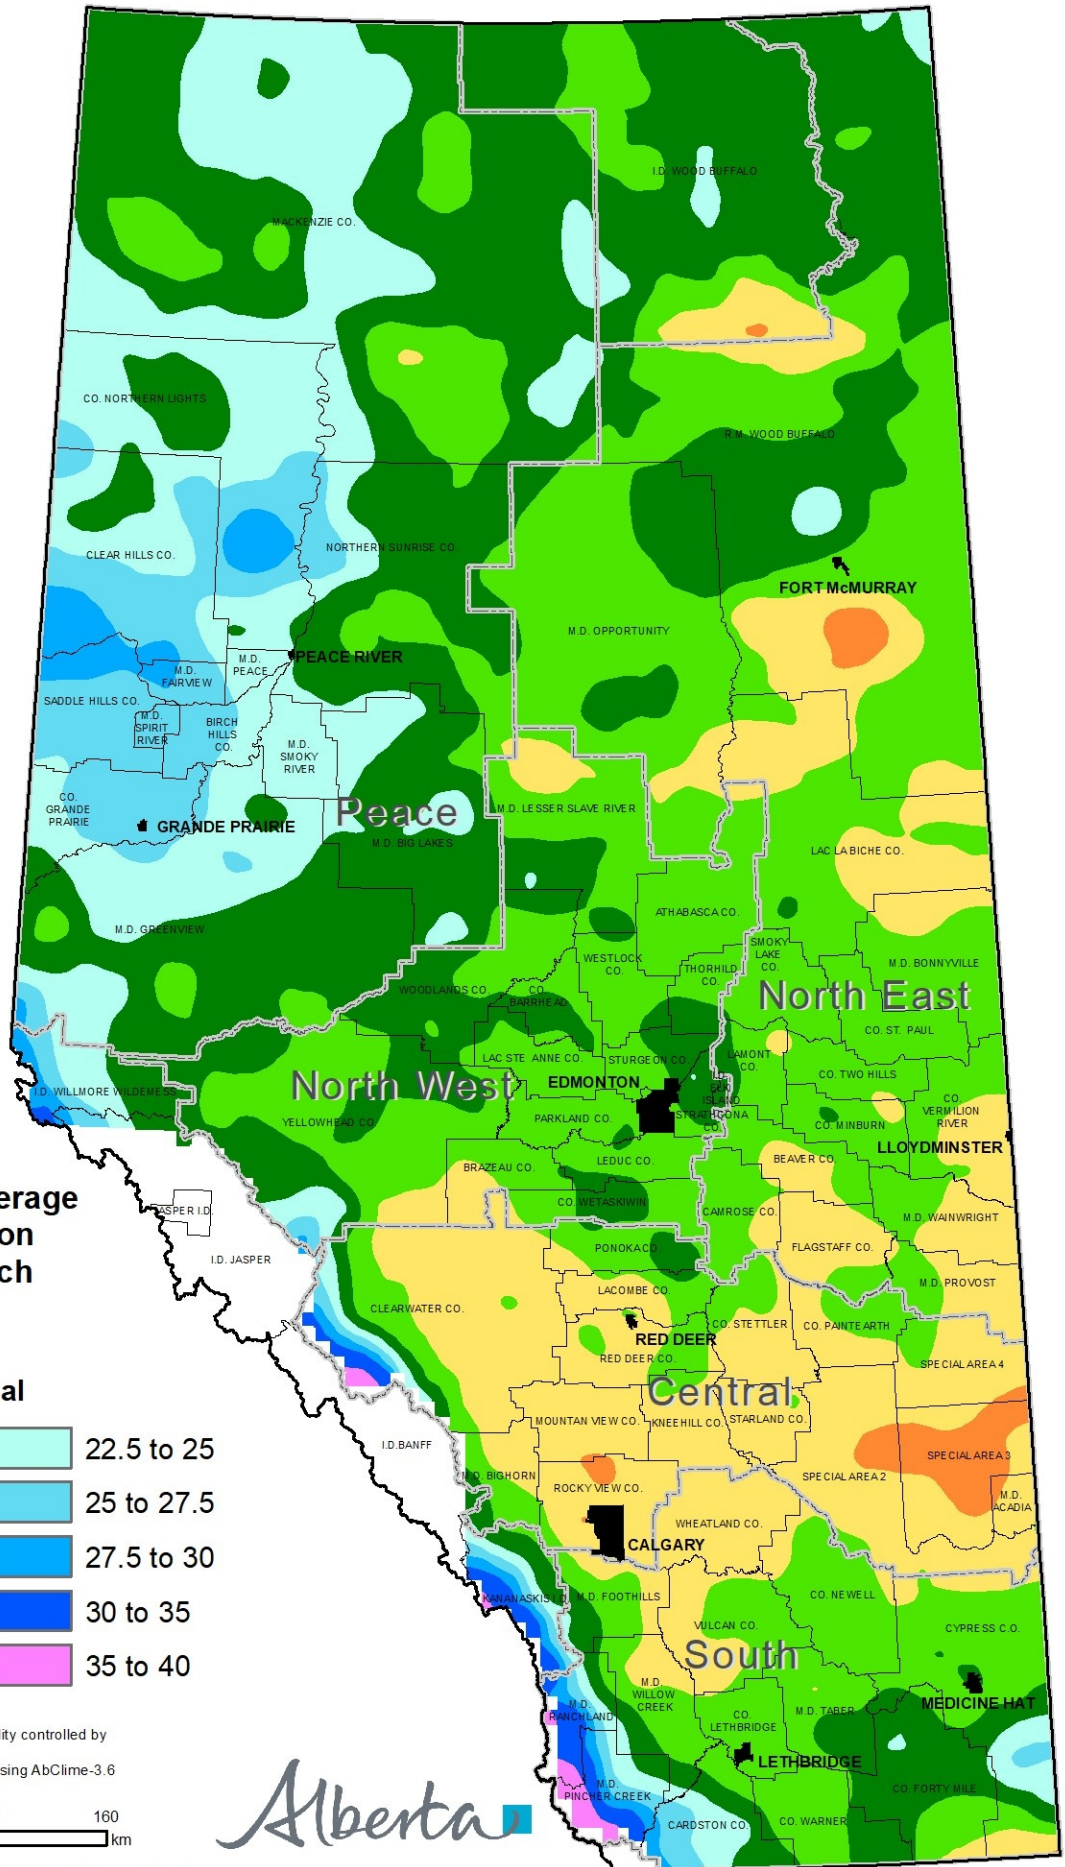 I.D. WOOD BUFFALO
MACKENZIE CO.
CO. NORTHERN LIGHTS
R.M. WOOD BUFFALO
CLEAR HILLS CO.
NORTHERN SUNRISE CO.
FORT McMURRAY
M.D. OPPORTUNITY
PEACE RIVER
M.D.
PEACE
M.D.
FAIRVIEW
SADDLE HILLS CO.
M.D.
SPIRIT
RIVER
BIRCH
HILLS
CO.
M.D.
SMOKY
RIVER
CO.
GRANDE
PRAIRIE
GRANDE PRAIRIE
Peace
M.D. BIG LAKES
M.D. LESSER SLAVE RIVER
LAC LA BICHE CO.
M.D. GREENVIEW
ATHABASCA CO.
WESTLOCK
CO.
THORHILD
CO.
SMOKY
LAKE
CO.
M.D. BONNYVILLE
WOODLANDS CO.
CO.
BARRHEAD
North East
CO. ST. PAUL
LAC STE ANNE CO.
STURGEON CO.
LAMONT
CO.
CO. TWO HILLS
I.D. WILLMORE WILDERNESS
North West
EDMONTON
I.D.
ELK
ISLAND
STRATHCONA
CO.
PARKLAND CO.
YELLOWHEAD CO.
CO. MINBURN
CO.
VERMILION
RIVER
LLOYDMINSTER
BRAZEAU CO.
LEDUC CO.
BEAVER CO.
CO. WETASKIWIN
CAMROSE CO.
M.D. WAINWRIGHT
erage
on
ch
ASPER I.D.
I.D. JASPER
PONOKA CO.
FLAGSTAFF CO.
M.D. PROVOST
CLEARWATER CO.
LACOMBE CO.
CO. STETTLER
CO. PAINTEARTH
RED DEER
RED DEER CO.
SPECIAL AREA 4
al
Central
MOUNTAN VIEW CO.
KNEEHILL CO.
STARLAND CO.
I.D.BANFF
M.D. BIGHORN
ROCKY VIEW CO.
SPECIAL AREA 2
SPECIAL AREA 3
M.D.
ACADIA
WHEATLAND CO.
CALGARY
22.5 to 25
25 to 27.5
27.5 to 30
30 to 35
35 to 40
KANANASKIS I.D.
M.D. FOOTHILLS
CO. NEWELL
VULCAN CO.
CYPRESS C.O.
South
M.D.
WILLOW
CREEK
M.D.
RANCHLAND
CO.
LETHBRIDGE
M.D. TABER
MEDICINE HAT
LETHBRIDGE
M.D.
PINCHER CREEK
CO. FORTY MILE
CARDSTON CO.
CO. WARNER
lity controlled by
sing AbClime-3.6
160
km
Alberta